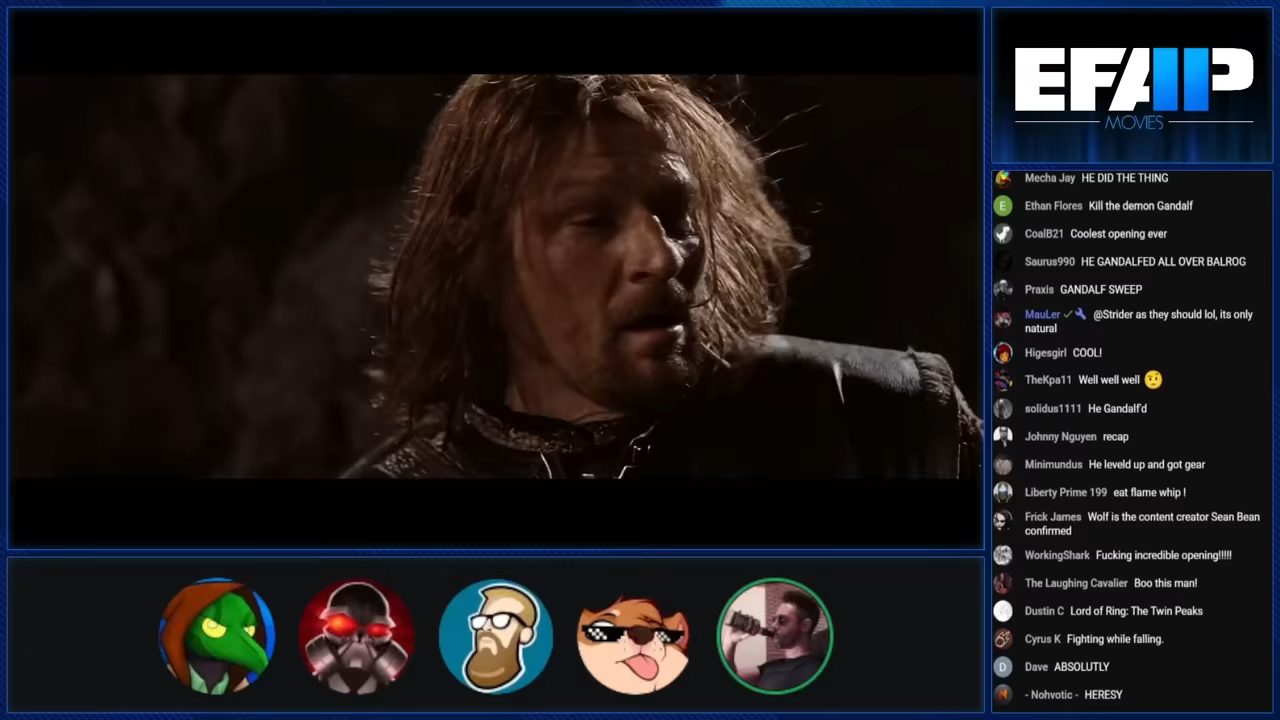 EFAP
MOVIES
Mecha Jay HE DID THE THING
Ethan Flores Kill the demon Gandalf
CoalB21 Coolest opening ever
Saurus990 HE GANDALFED ALL OVER BALROG
Praxis GANDALF SWEEP
MauLer @Strider as they should lol, its only
natural
Higesgirl COOL!
TheKpa11 Well well well 🤨
solidus1111 He Gandalf'd
Johnny Nguyen recap
Minimundus He leveld up and got gear
Liberty Prime 199 eat flame whip !
Frick James Wolf is the content creator Sean Bean
confirmed
WorkingShark Fucking incredible opening!!!!!
The Laughing Cavalier Boo this man!
Dustin C Lord of Ring: The Twin Peaks
Cyrus K Fighting while falling.
D Dave ABSOLUTLY
N - Nohvotic - HERESY